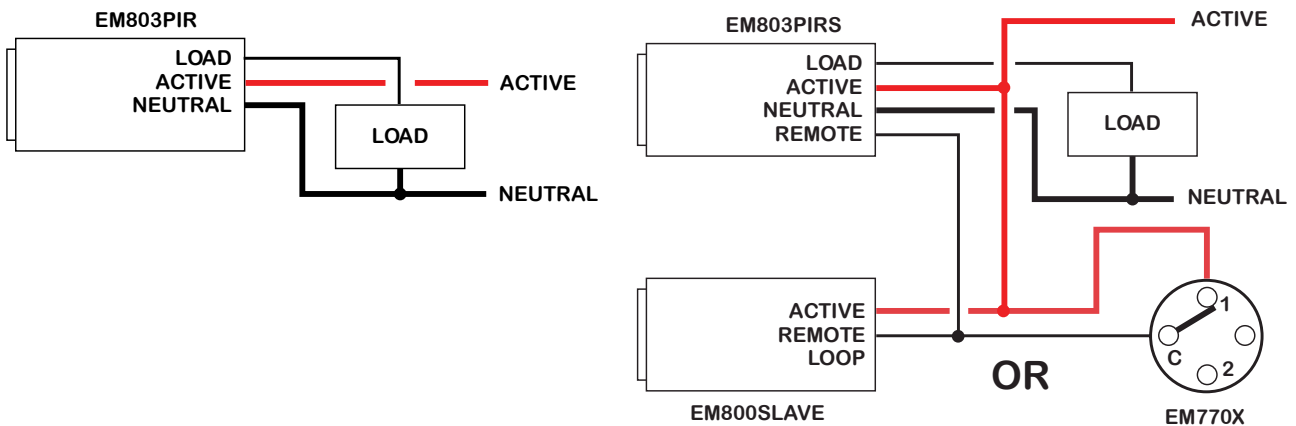 EM803PIR
LOAD
ACTIVE
NEUTRAL
ACTIVE
LOAD
NEUTRAL
EM803PIRS
LOAD
ACTIVE
NEUTRAL
REMOTE
ACTIVE
LOAD
NEUTRAL
ACTIVE
REMOTE
LOOP
EM800SLAVE
OR
1
C
2
EM770X